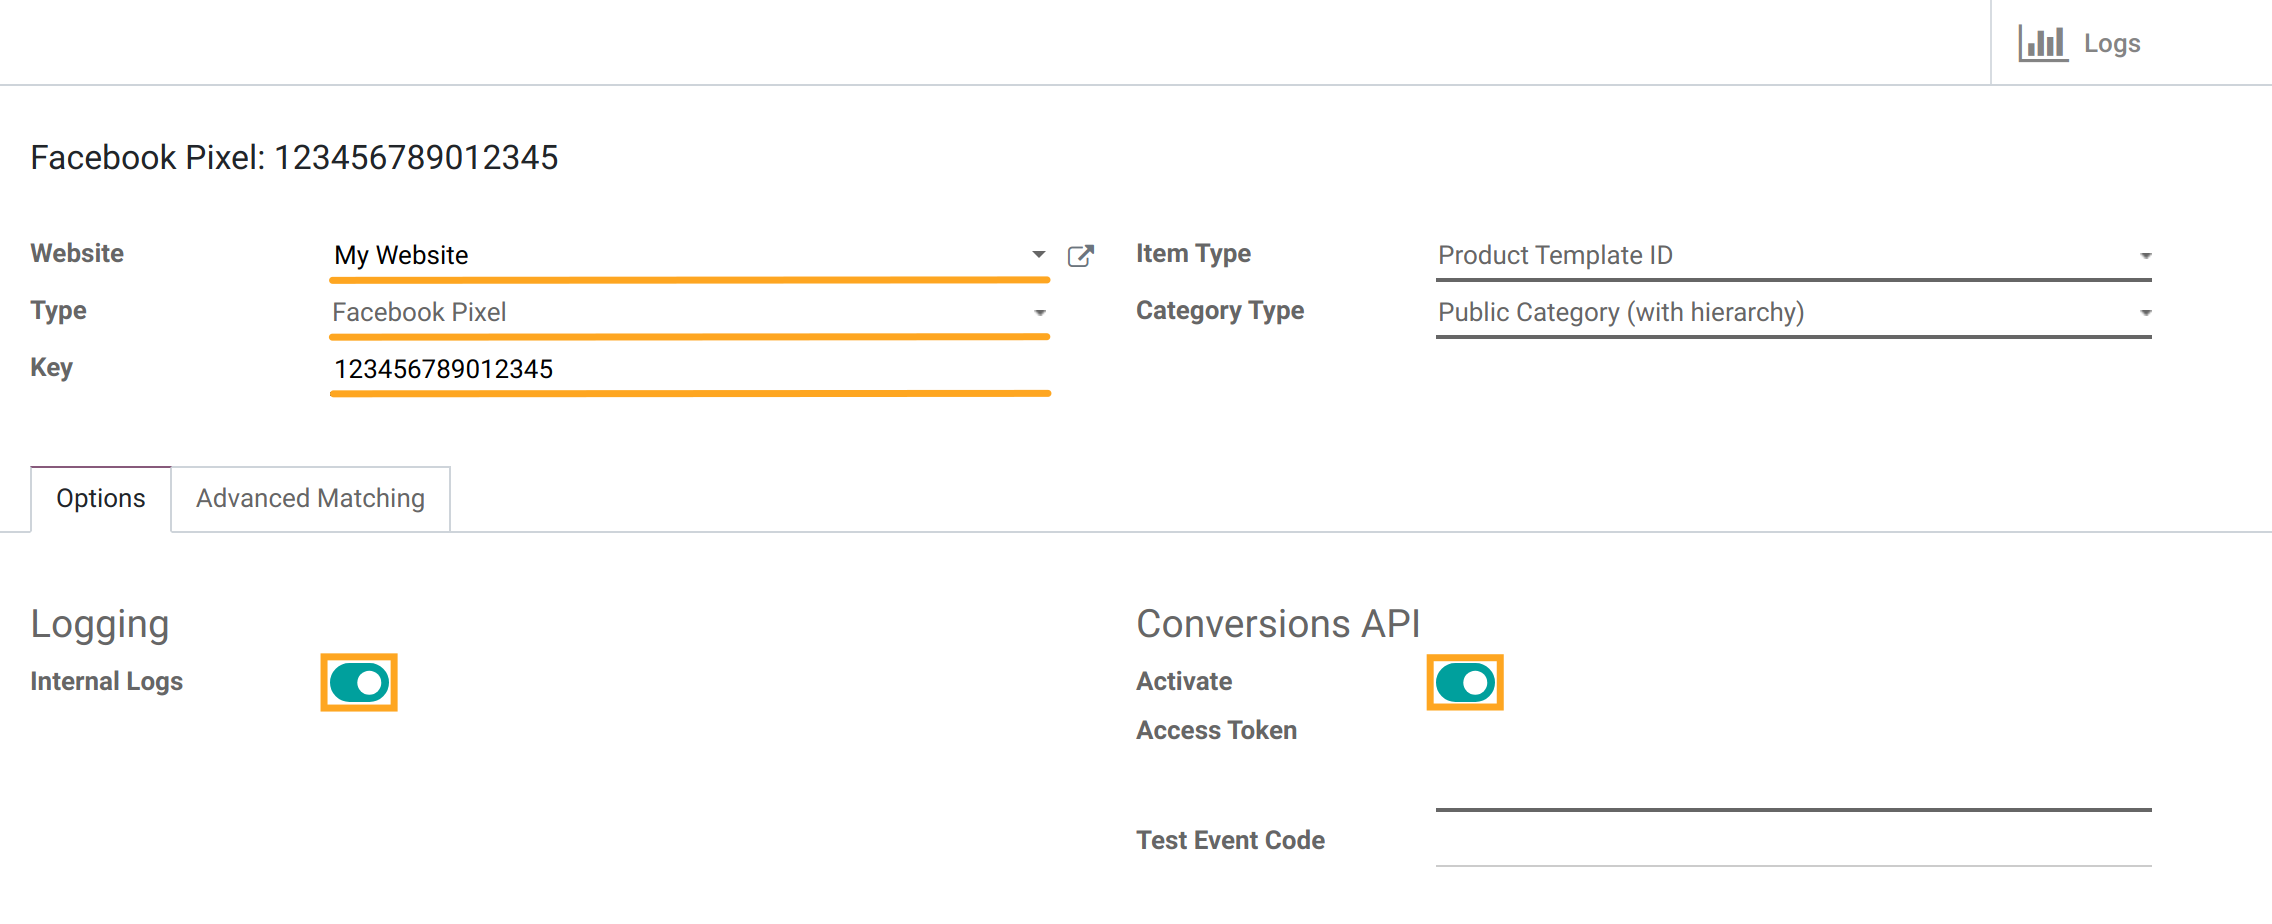 Logs
Facebook Pixel: 123456789012345
Website My Website Item Type Product Template ID
Type Facebook Pixel Category Type Public Category (with hierarchy)
Key 123456789012345
Options Advanced Matching
Logging Conversions API
Internal Logs Activate
Access Token
Test Event Code